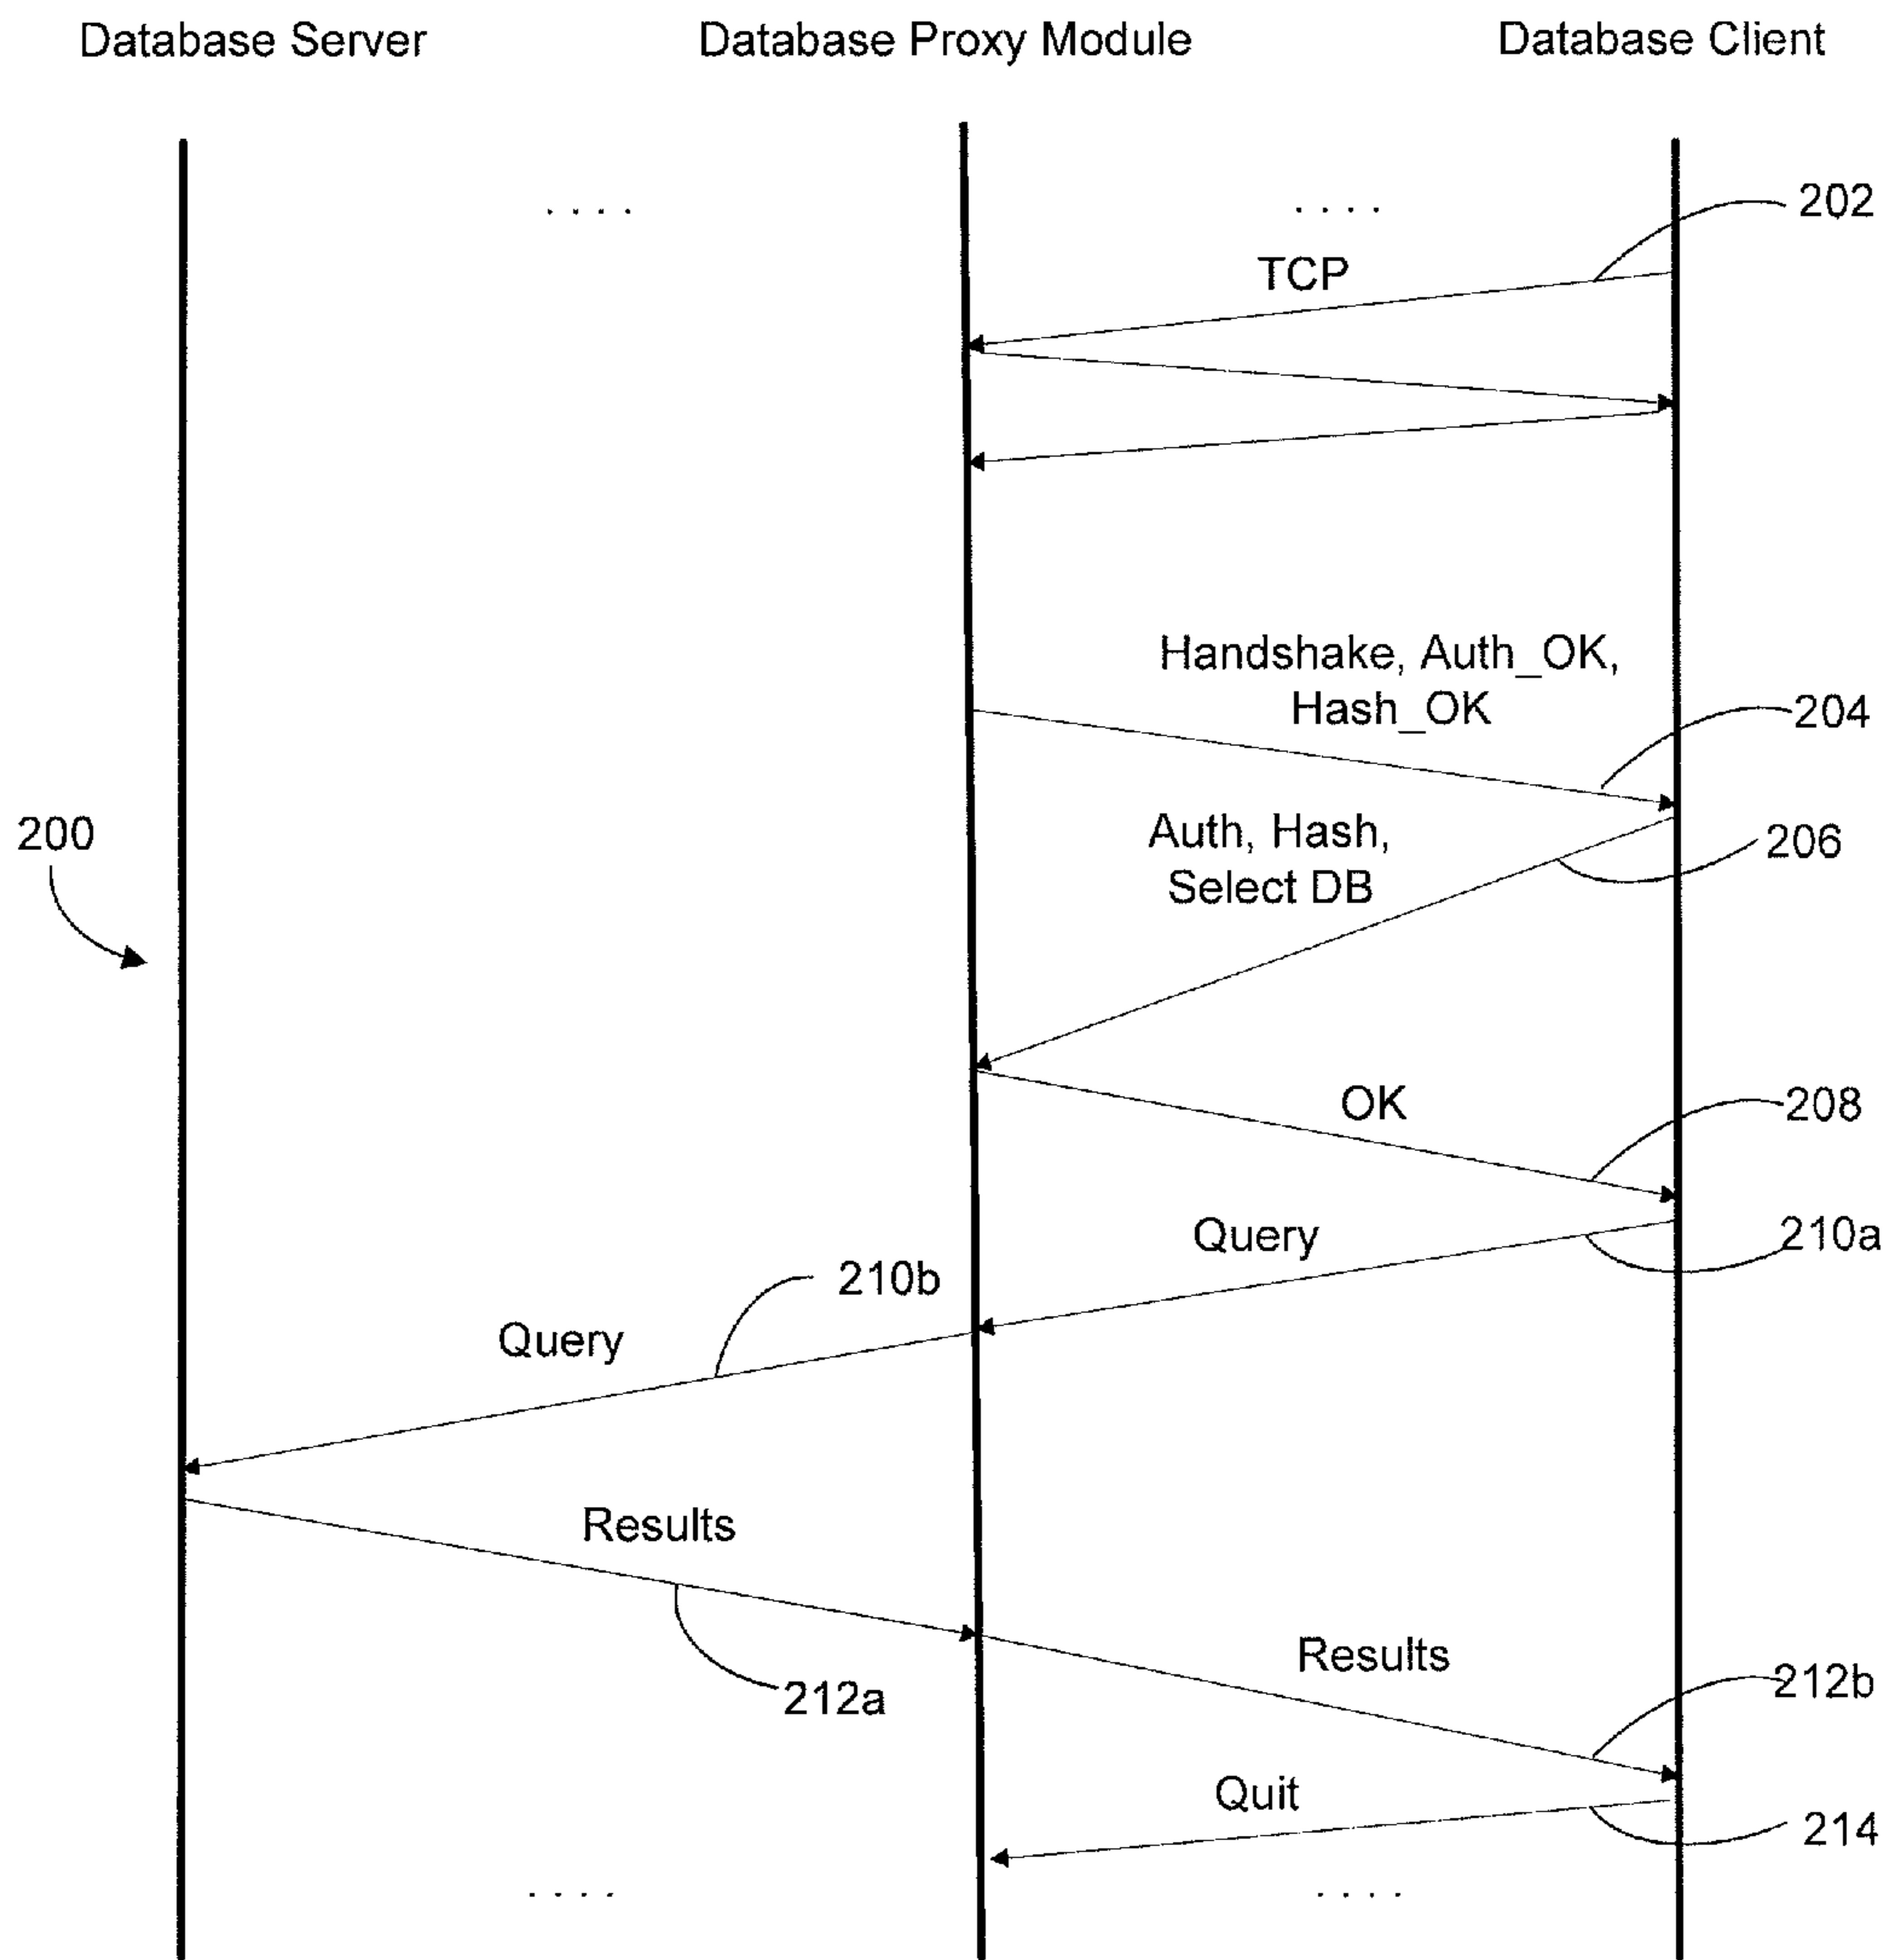 Database Server
Database Proxy Module
Database Client
. . . .
. . . .
202
TCP
Handshake, Auth_OK,
Hash_OK
204
200
Auth, Hash,
Select DB
206
OK
208
Query
210a
210b
Query
Results
212a
Results
212b
Quit
214
. . . .
. . . .